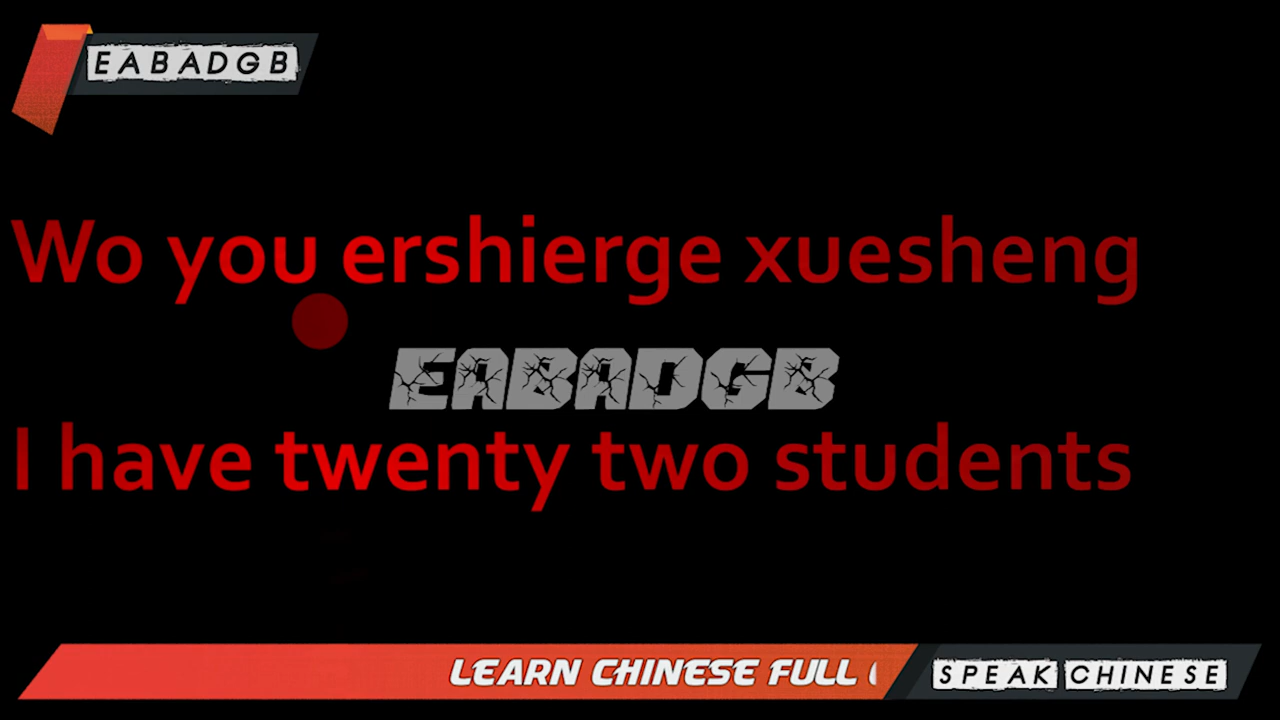 EABADGB
Wo you ershierge xuesheng
EABADGB
I have twenty two students
LEARN CHINESE FULL
SPEAK CHINESE